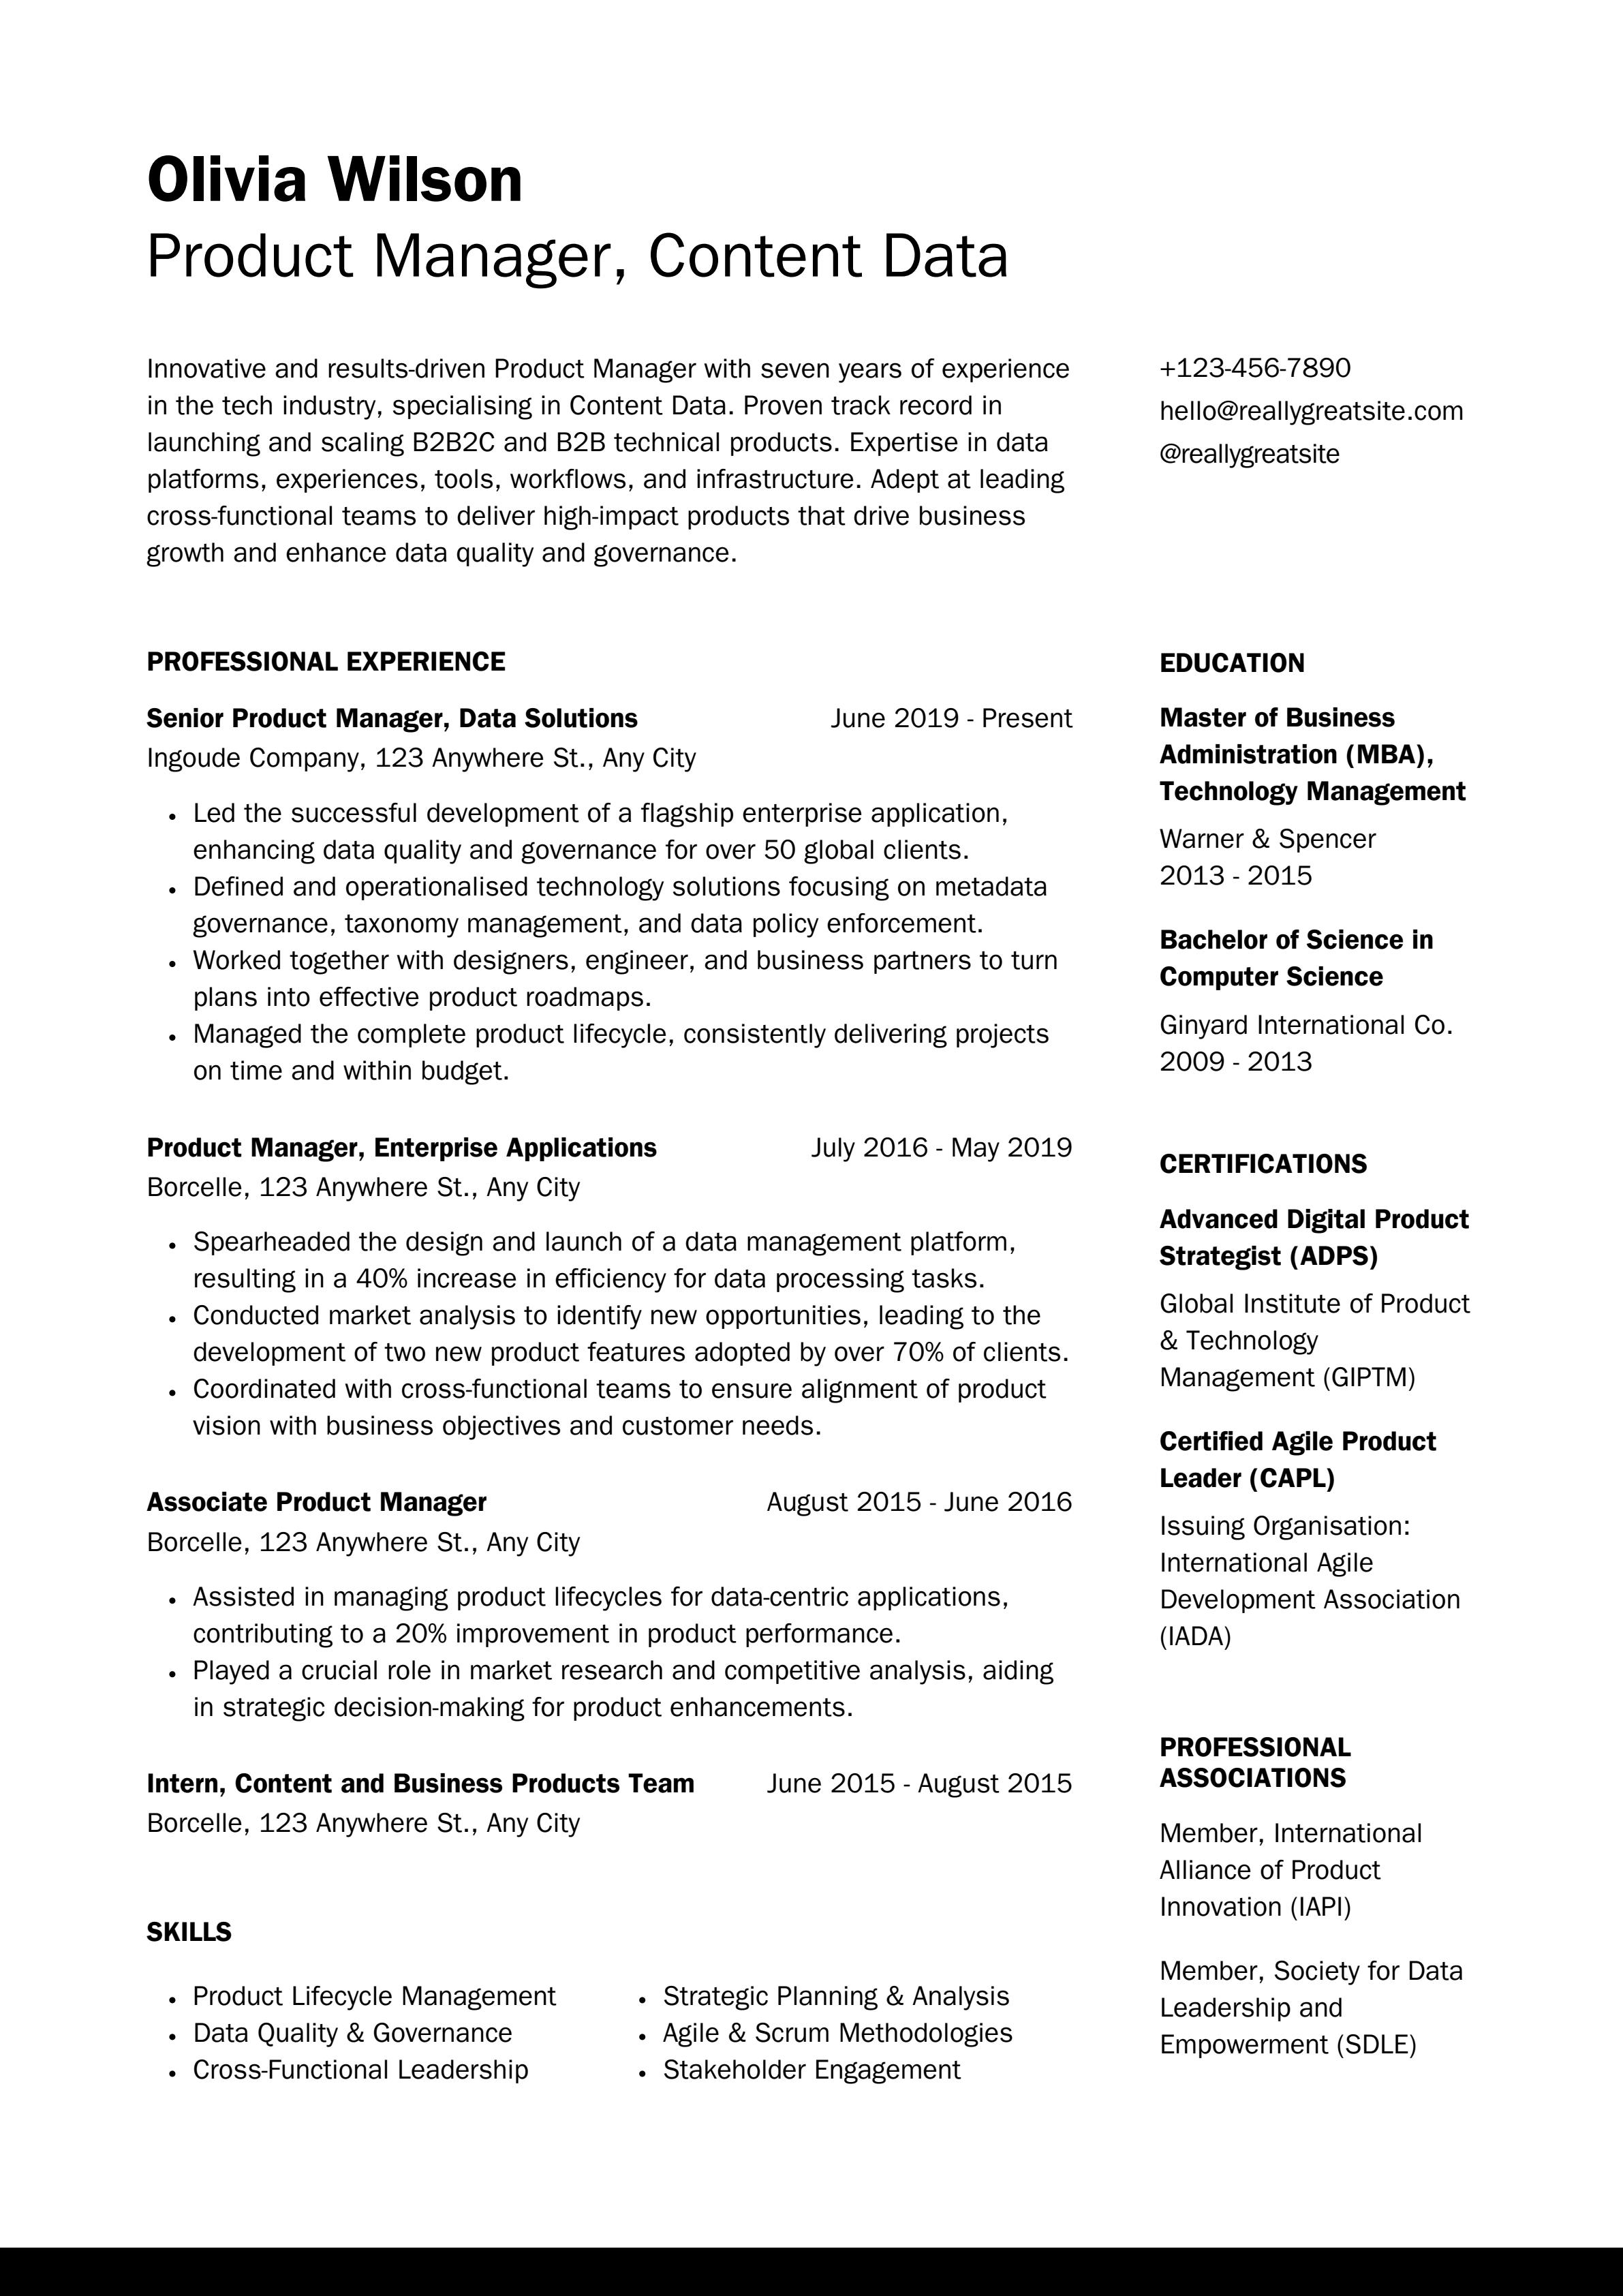 Olivia Wilson
Product Manager, Content Data
Innovative and results-driven Product Manager with seven years of experience
in the tech industry, specialising in Content Data. Proven track record in
launching and scaling B2B2C and B2B technical products. Expertise in data
platforms, experiences, tools, workflows, and infrastructure. Adept at leading
cross-functional teams to deliver high-impact products that drive business
growth and enhance data quality and governance.
+123-456-7890
hello@reallygreatsite.com
@reallygreatsite
PROFESSIONAL EXPERIENCE
Senior Product Manager, Data Solutions June 2019 - Present
Ingoude Company, 123 Anywhere St., Any City
• Led the successful development of a flagship enterprise application,
enhancing data quality and governance for over 50 global clients.
• Defined and operationalised technology solutions focusing on metadata
governance, taxonomy management, and data policy enforcement.
• Worked together with designers, engineer, and business partners to turn
plans into effective product roadmaps.
• Managed the complete product lifecycle, consistently delivering projects
on time and within budget.
Product Manager, Enterprise Applications July 2016 - May 2019
Borcelle, 123 Anywhere St., Any City
• Spearheaded the design and launch of a data management platform,
resulting in a 40% increase in efficiency for data processing tasks.
• Conducted market analysis to identify new opportunities, leading to the
development of two new product features adopted by over 70% of clients.
• Coordinated with cross-functional teams to ensure alignment of product
vision with business objectives and customer needs.
Associate Product Manager August 2015 - June 2016
Borcelle, 123 Anywhere St., Any City
• Assisted in managing product lifecycles for data-centric applications,
contributing to a 20% improvement in product performance.
• Played a crucial role in market research and competitive analysis, aiding
in strategic decision-making for product enhancements.
Intern, Content and Business Products Team June 2015 - August 2015
Borcelle, 123 Anywhere St., Any City
SKILLS
• Product Lifecycle Management
• Data Quality & Governance
• Cross-Functional Leadership
• Strategic Planning & Analysis
• Agile & Scrum Methodologies
• Stakeholder Engagement
EDUCATION
Master of Business
Administration (MBA),
Technology Management
Warner & Spencer
2013 - 2015
Bachelor of Science in
Computer Science
Ginyard International Co.
2009 - 2013
CERTIFICATIONS
Advanced Digital Product
Strategist (ADPS)
Global Institute of Product
& Technology
Management (GIPTM)
Certified Agile Product
Leader (CAPL)
Issuing Organisation:
International Agile
Development Association
(IADA)
PROFESSIONAL
ASSOCIATIONS
Member, International
Alliance of Product
Innovation (IAPI)
Member, Society for Data
Leadership and
Empowerment (SDLE)